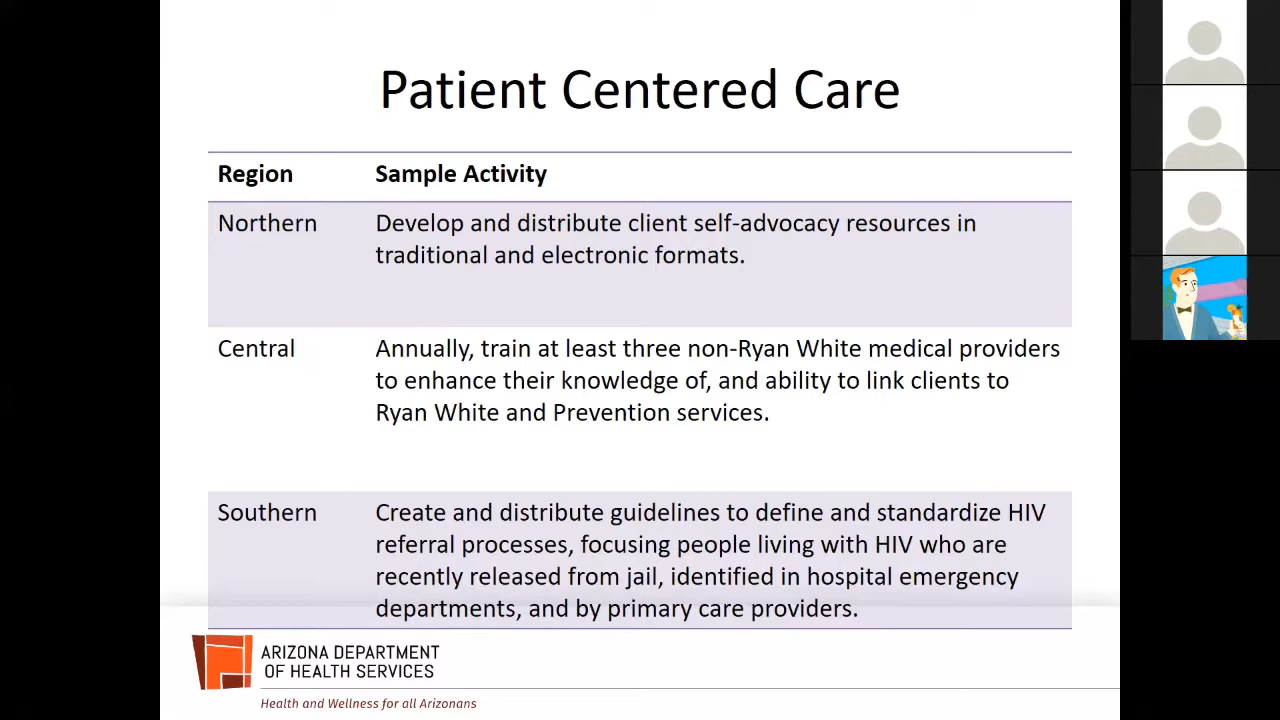 Patient Centered Care
Region Sample Activity
Northern Develop and distribute client self-advocacy resources in
traditional and electronic formats.
Central Annually, train at least three non-Ryan White medical providers
to enhance their knowledge of, and ability to link clients to
Ryan White and Prevention services.
Southern Create and distribute guidelines to define and standardize HIV
referral processes, focusing people living with HIV who are
recently released from jail, identified in hospital emergency
departments, and by primary care providers.
ARIZONA DEPARTMENT
OF HEALTH SERVICES
Health and Wellness for all Arizonans